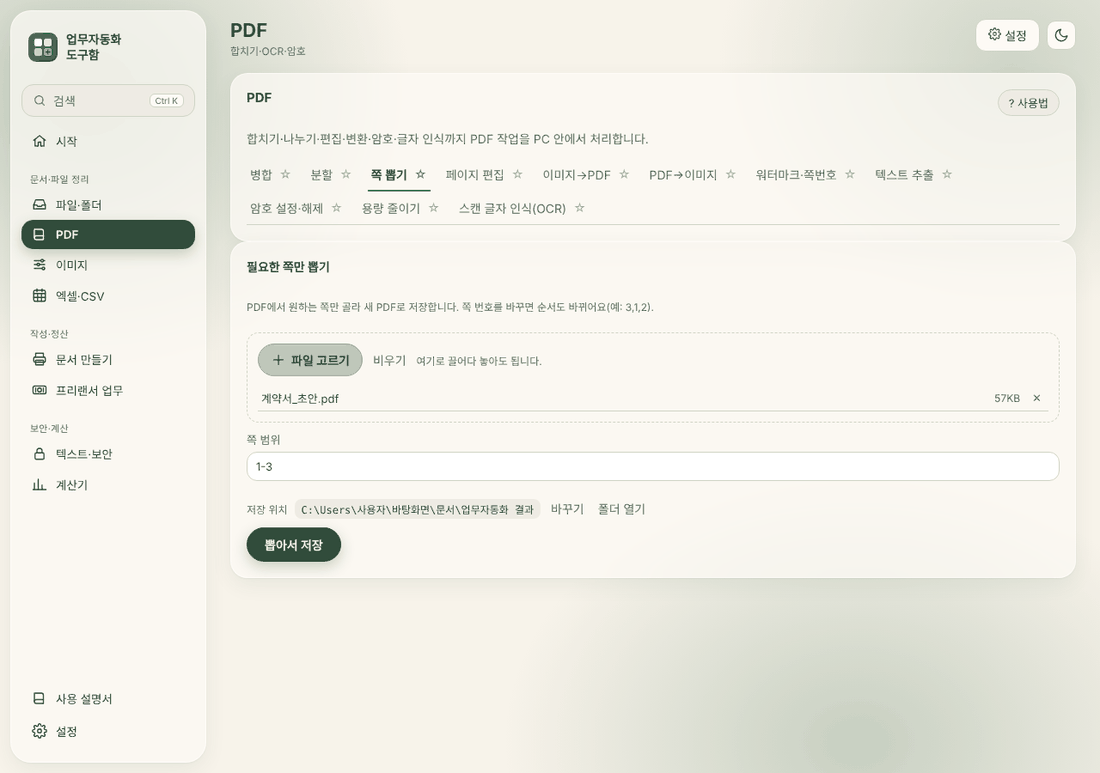 업무자동화
도구함
검색
Ctrl K
시작
문서·파일 정리
파일·폴더
PDF
이미지
엑셀·CSV
작성·정산
문서 만들기
프리랜서 업무
보안·계산
텍스트·보안
계산기
사용 설명서
설정
PDF
합치기·OCR·암호
설정
PDF
? 사용법
합치기·나누기·편집·변환·암호·글자 인식까지 PDF 작업을 PC 안에서 처리합니다.
병합 ☆ 분할 ☆ 쪽 뽑기 ☆ 페이지 편집 ☆ 이미지→PDF ☆ PDF→이미지 ☆ 워터마크·쪽번호 ☆ 텍스트 추출 ☆
암호 설정·해제 ☆ 용량 줄이기 ☆ 스캔 글자 인식(OCR) ☆
필요한 쪽만 뽑기
PDF에서 원하는 쪽만 골라 새 PDF로 저장합니다. 쪽 번호를 바꾸면 순서도 바뀌어요(예: 3,1,2).
+ 파일 고르기 비우기 여기로 끌어다 놓아도 됩니다.
계약서_초안.pdf 57KB ×
쪽 범위
1-3
저장 위치 C:\Users\사용자\바탕화면\문서\업무자동화 결과 바꾸기 폴더 열기
뽑아서 저장